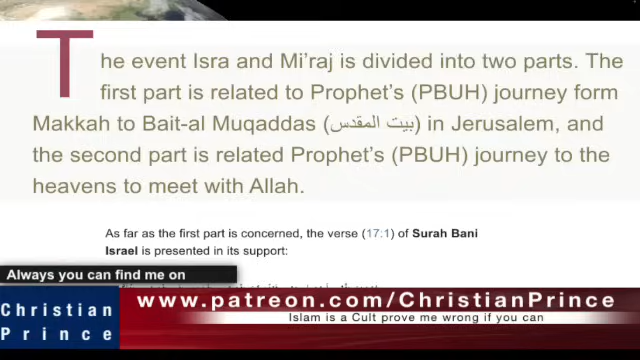 The event Isra and Mi’raj is divided into two parts. The
first part is related to Prophet’s (PBUH) journey form
Makkah to Bait-al Muqaddas (بيت المقدس) in Jerusalem, and
the second part is related Prophet’s (PBUH) journey to the
heavens to meet with Allah.
As far as the first part is concerned, the verse (17:1) of Surah Bani
Israel is presented in its support:
Always you can find me on
Christian
Prince
www.patreon.com/ChristianPrince
Islam is a Cult prove me wrong if you can